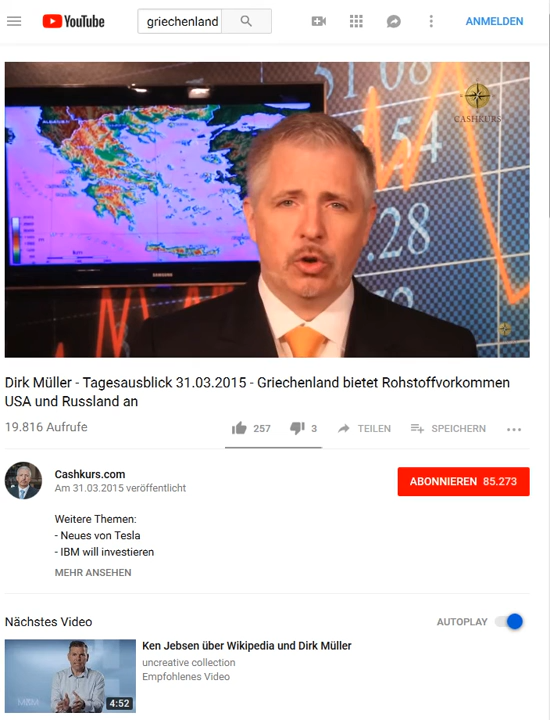 YouTube
griechenland
ANMELDEN
CASHKURS
SAMSUNG
Dirk Müller - Tagesausblick 31.03.2015 - Griechenland bietet Rohstoffvorkommen
USA und Russland an
19.816 Aufrufe
257
3
TEILEN
SPEICHERN
Cashkurs.com
Am 31.03.2015 veröffentlicht
ABONNIEREN 85.273
Weitere Themen:
- Neues von Tesla
- IBM will investieren
MEHR ANSEHEN
Nächstes Video
AUTOPLAY
Ken Jebsen über Wikipedia und Dirk Müller
uncreative collection
Empfohlenes Video
4:52